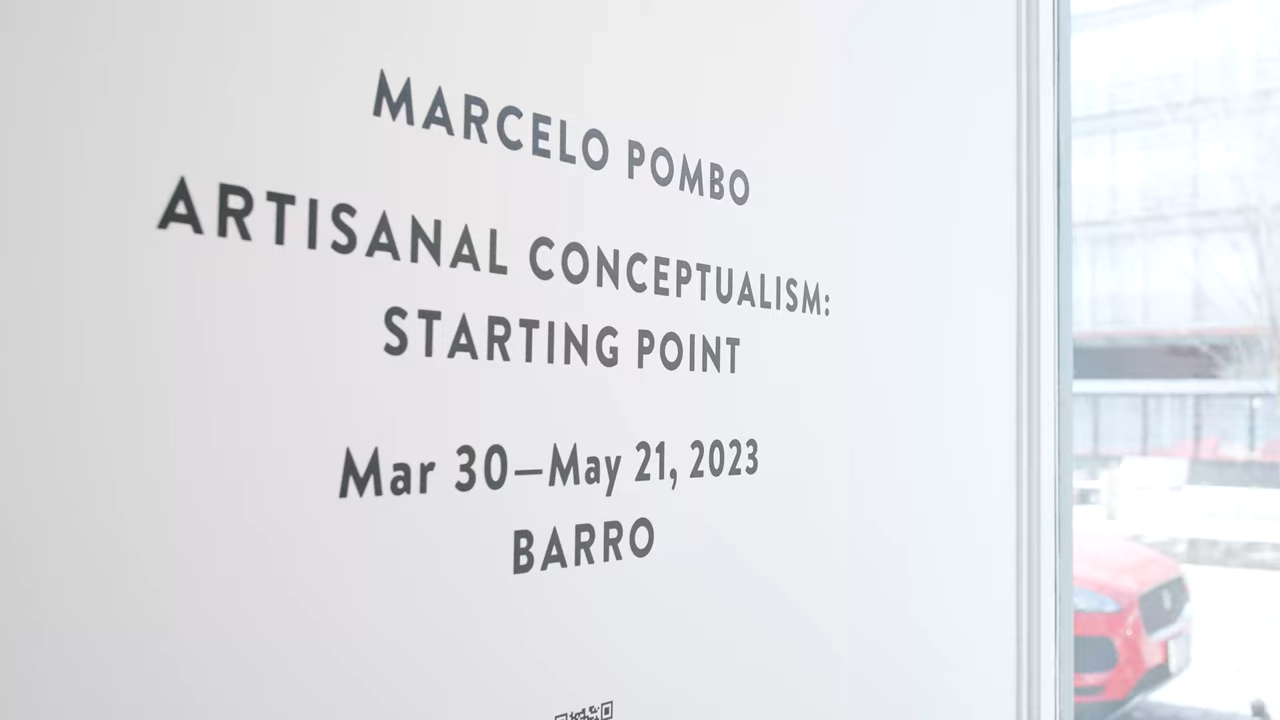 MARCELO POMBO
ARTISANAL CONCEPTUALISM:
STARTING POINT
Mar 30—May 21, 2023
BARRO